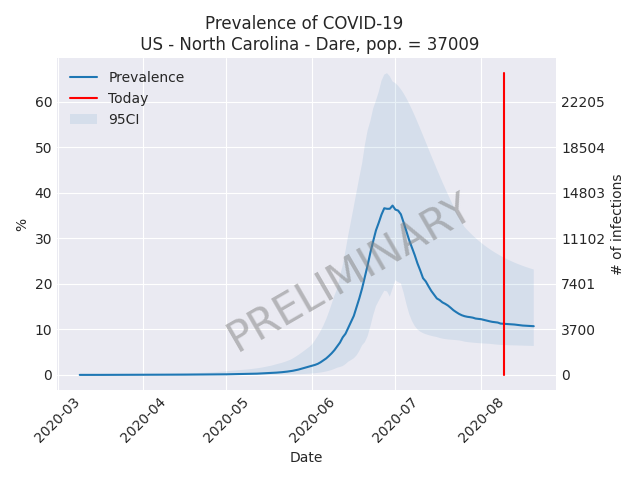 Prevalence of COVID-19
US - North Carolina - Dare, pop. = 37009
Prevalence
Today
95CI
60
50
40
30
20
10
0
%
22205
18504
14803
11102
7401
3700
0
# of infections
PRELIMINARY
2020-03
2020-04
2020-05
2020-06
2020-07
2020-08
Date